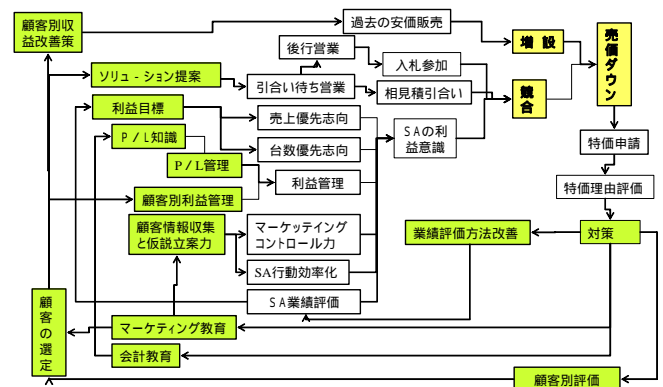 顧客別収
益改善策
過去の安価販売
増設
売価ダウン
後行営業
入札参加
ソリュ-ション提案
引合い待ち営業
相見積引合い
競合
利益目標
売上優先志向
P/L知識
台数優先志向
SAの利
益意識
特価申請
P/L管理
利益管理
特価理由評価
顧客別利益管理
顧客情報収集
と仮説立案力
マーケッテイング
コントロール力
業績評価方法改善
対策
SA行動効率化
SA業績評価
顧客の選定
マーケティング教育
会計教育
顧客別評価